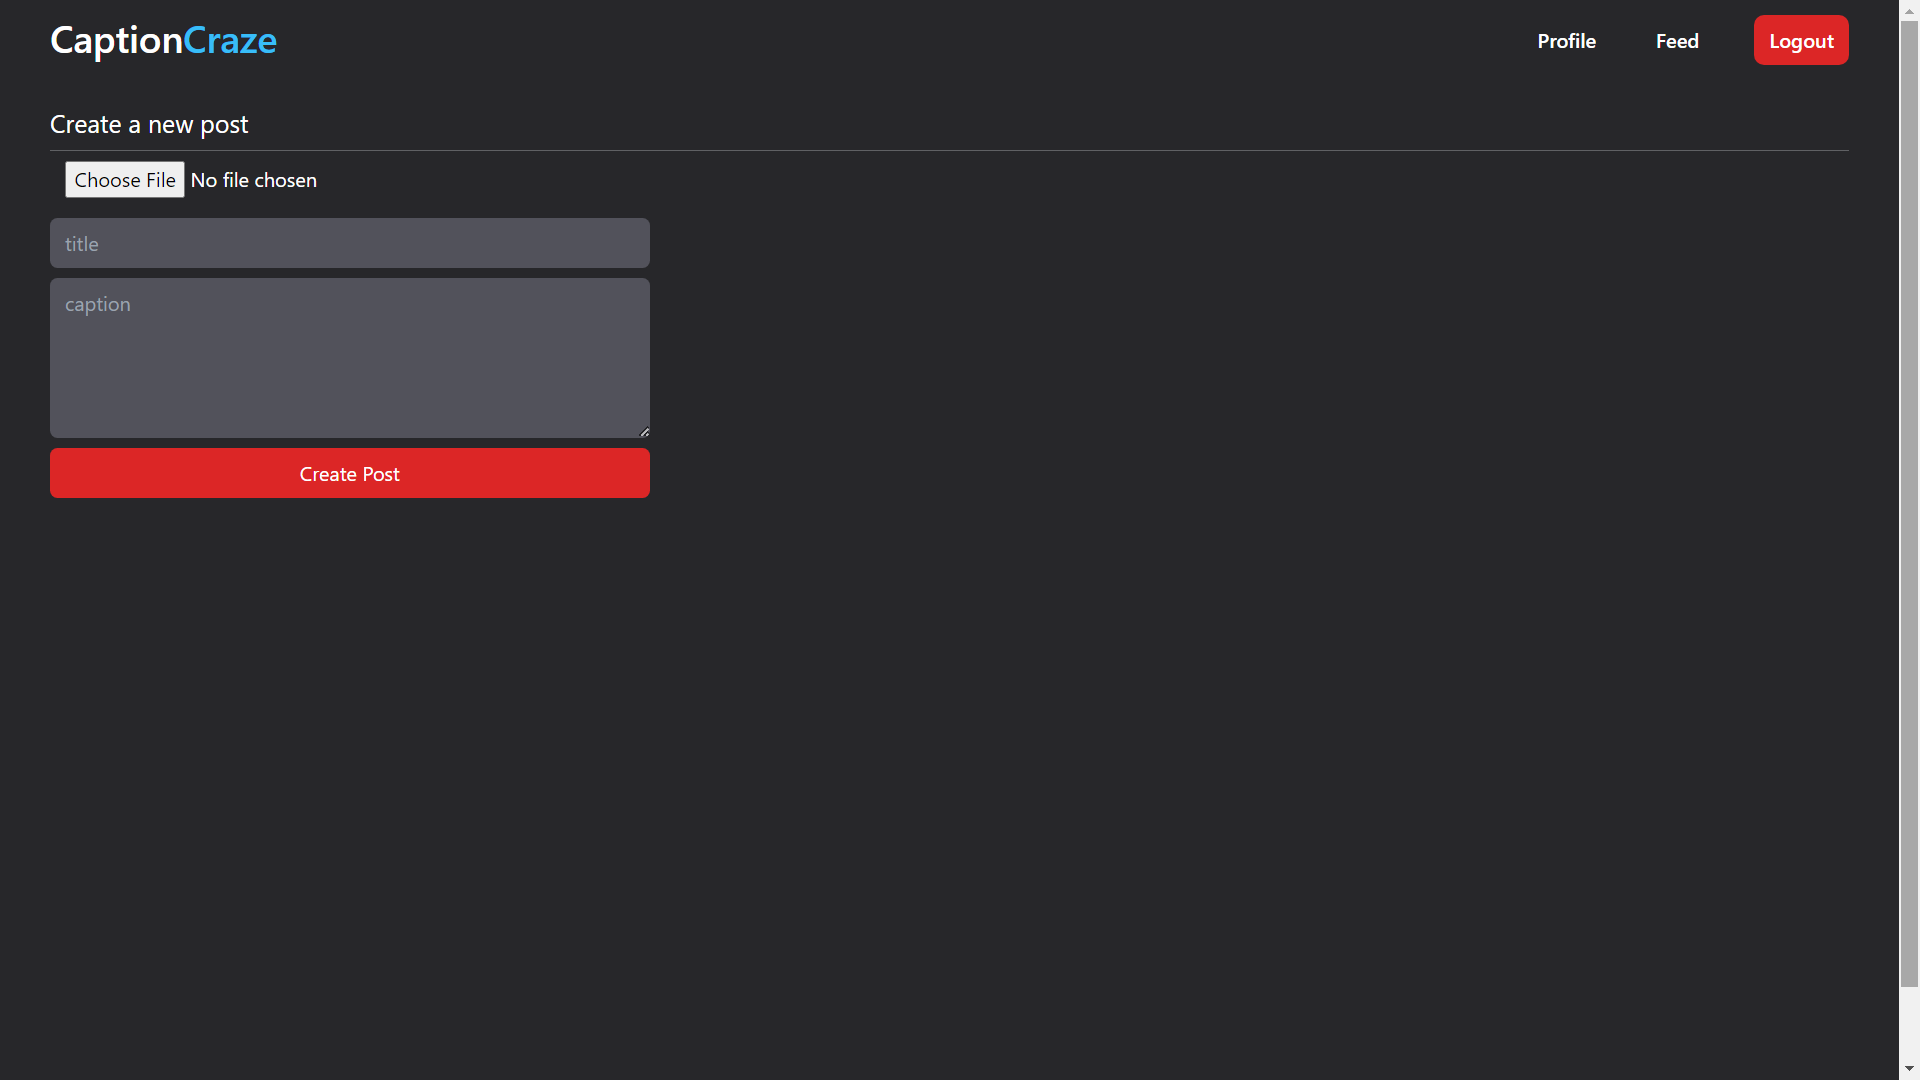 CaptionCraze
Profile
Feed
Logout
Create a new post
Choose File No file chosen
title
caption
Create Post